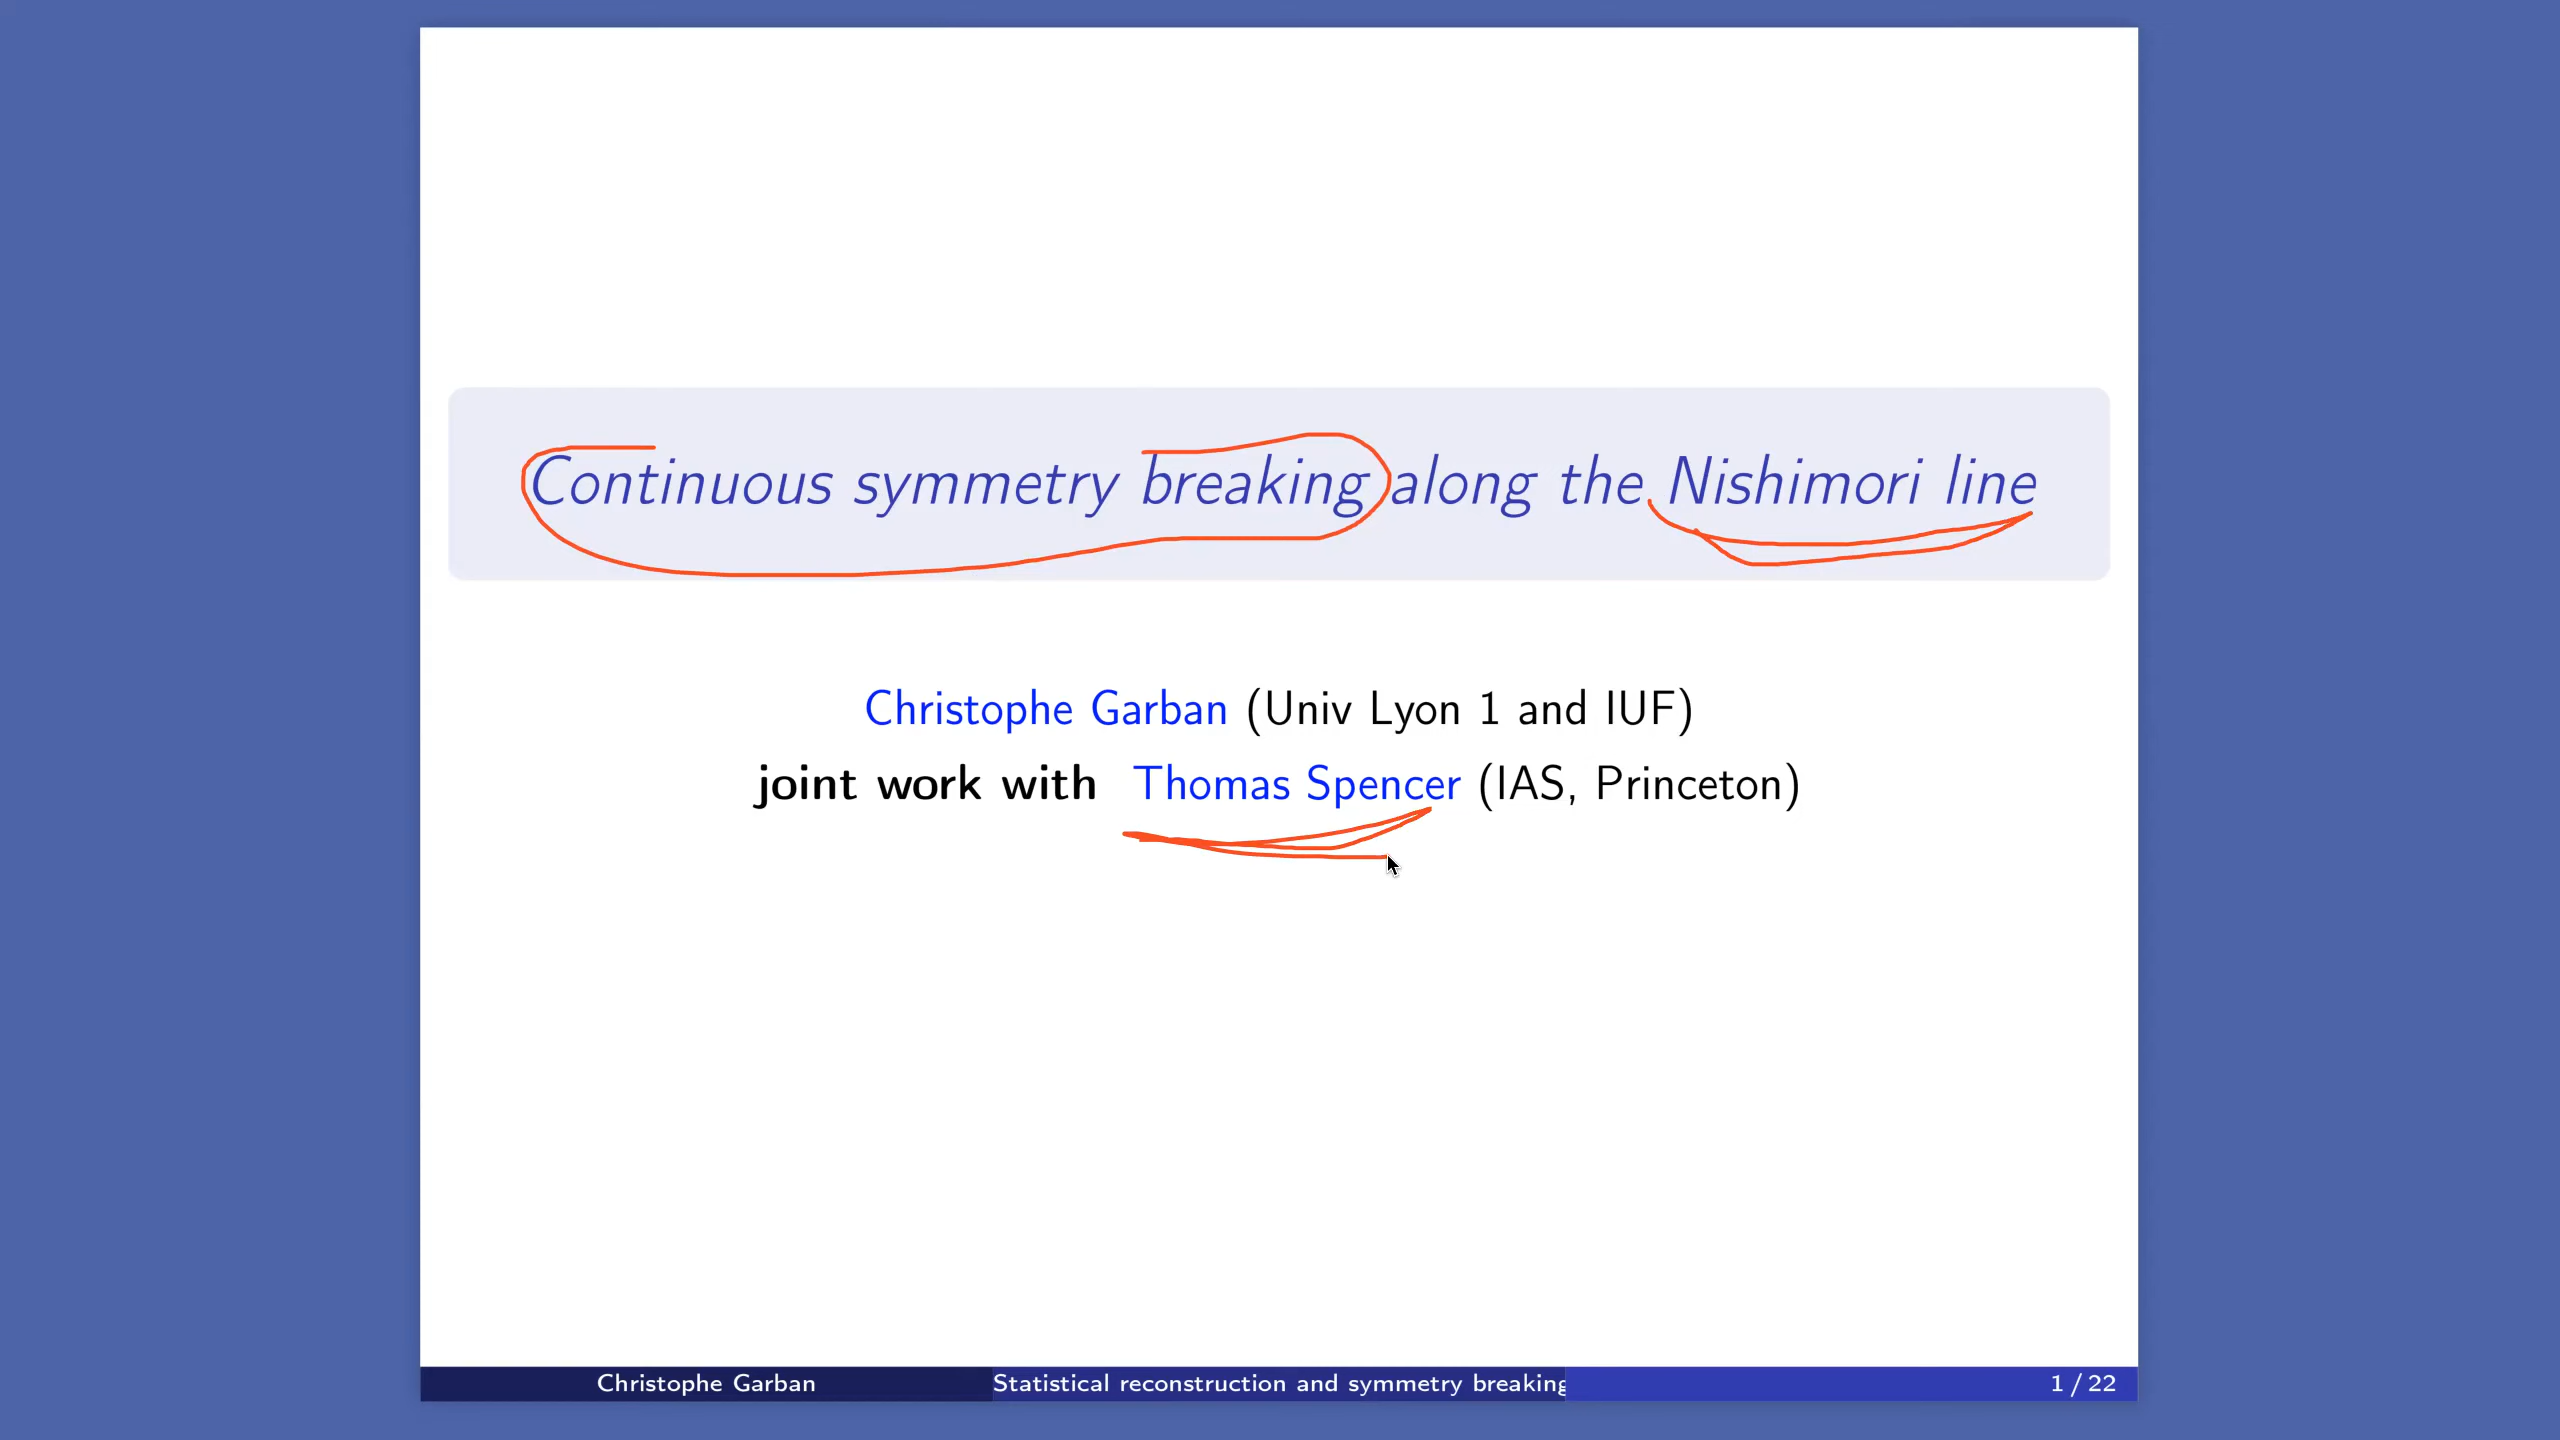 Continuous symmetry breaking along the Nishimori line
Christophe Garban (Univ Lyon 1 and IUF)
joint work with Thomas Spencer (IAS, Princeton)
Christophe Garban
Statistical reconstruction and symmetry breaking
1 / 22